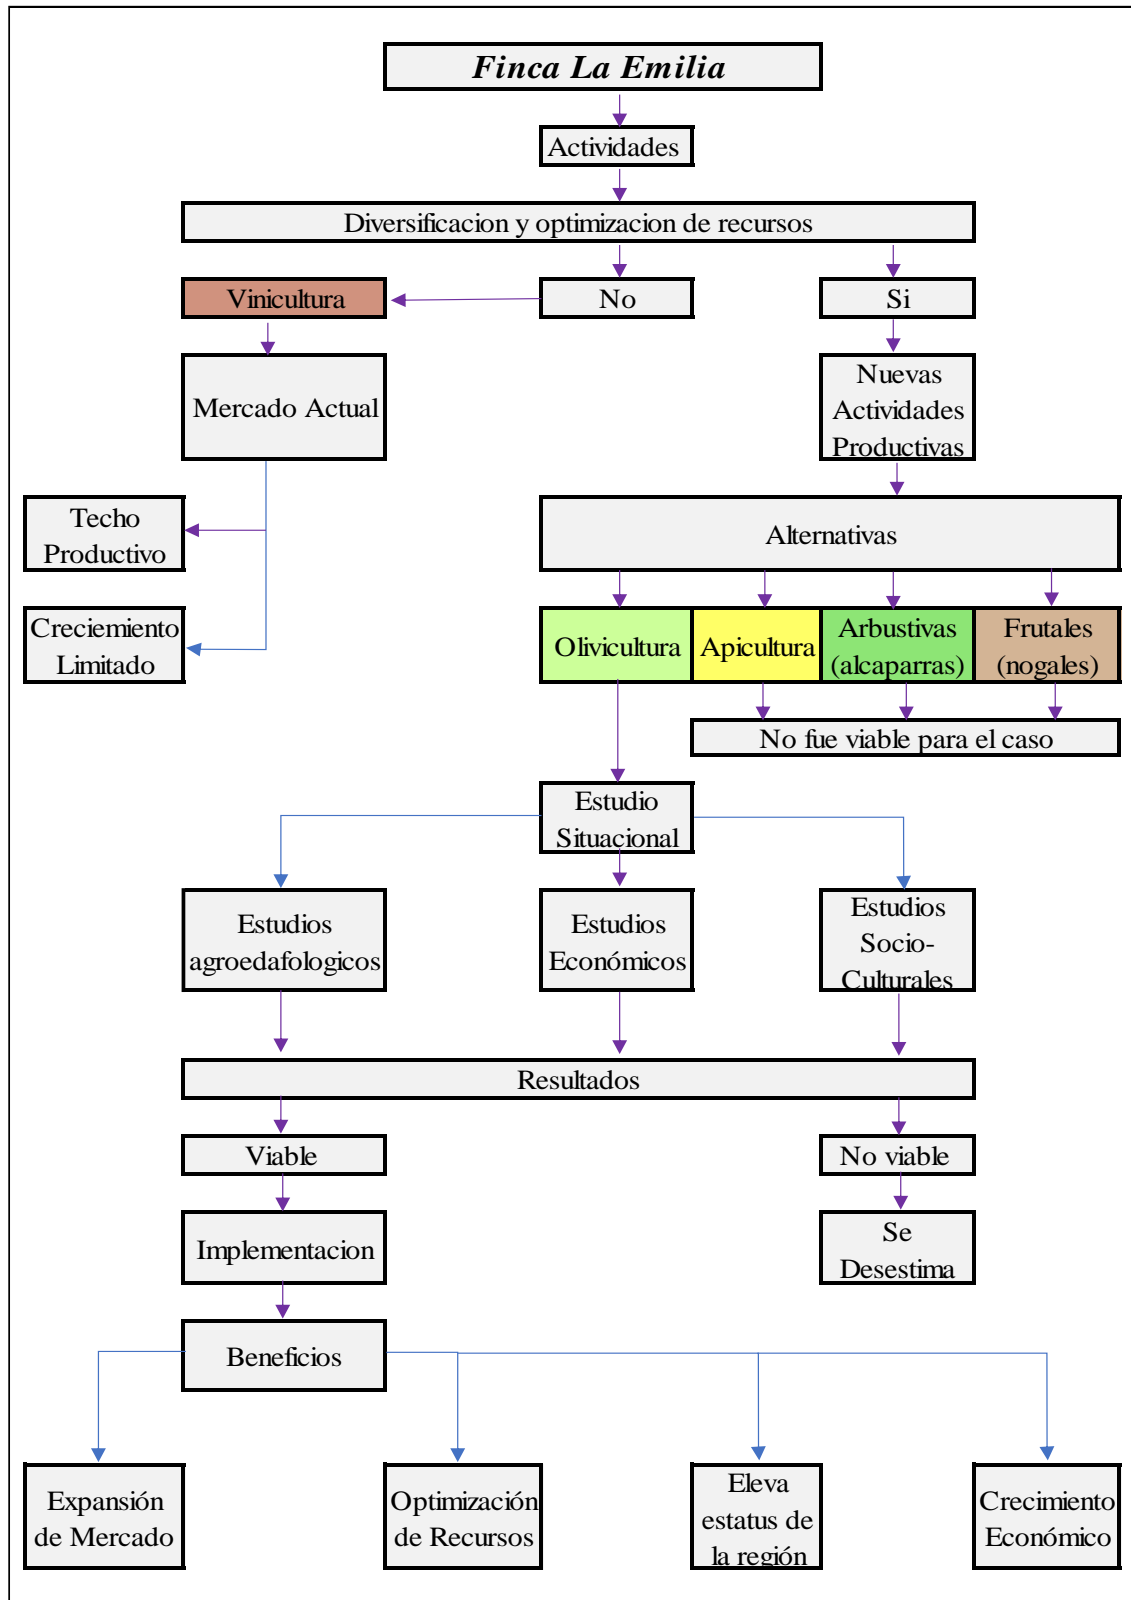 Finca La Emilia
Actividades
Diversificacion y optimizacion de recursos
Vinicultura
No
Si
Mercado Actual
Nuevas
Actividades
Productivas
Techo
Productivo
Alternativas
Creciemiento
Limitado
Olivicultura
Apicultura
Arbustivas
(alcaparras)
Frutales
(nogales)
No fue viable para el caso
Estudio
Situacional
Estudios
agroedafologicos
Estudios
Económicos
Estudios
Socio-
Culturales
Resultados
Viable
No viable
Implementacion
Se
Desestima
Beneficios
Expansión
de Mercado
Optimización
de Recursos
Eleva
estatus de
la región
Crecimiento
Económico